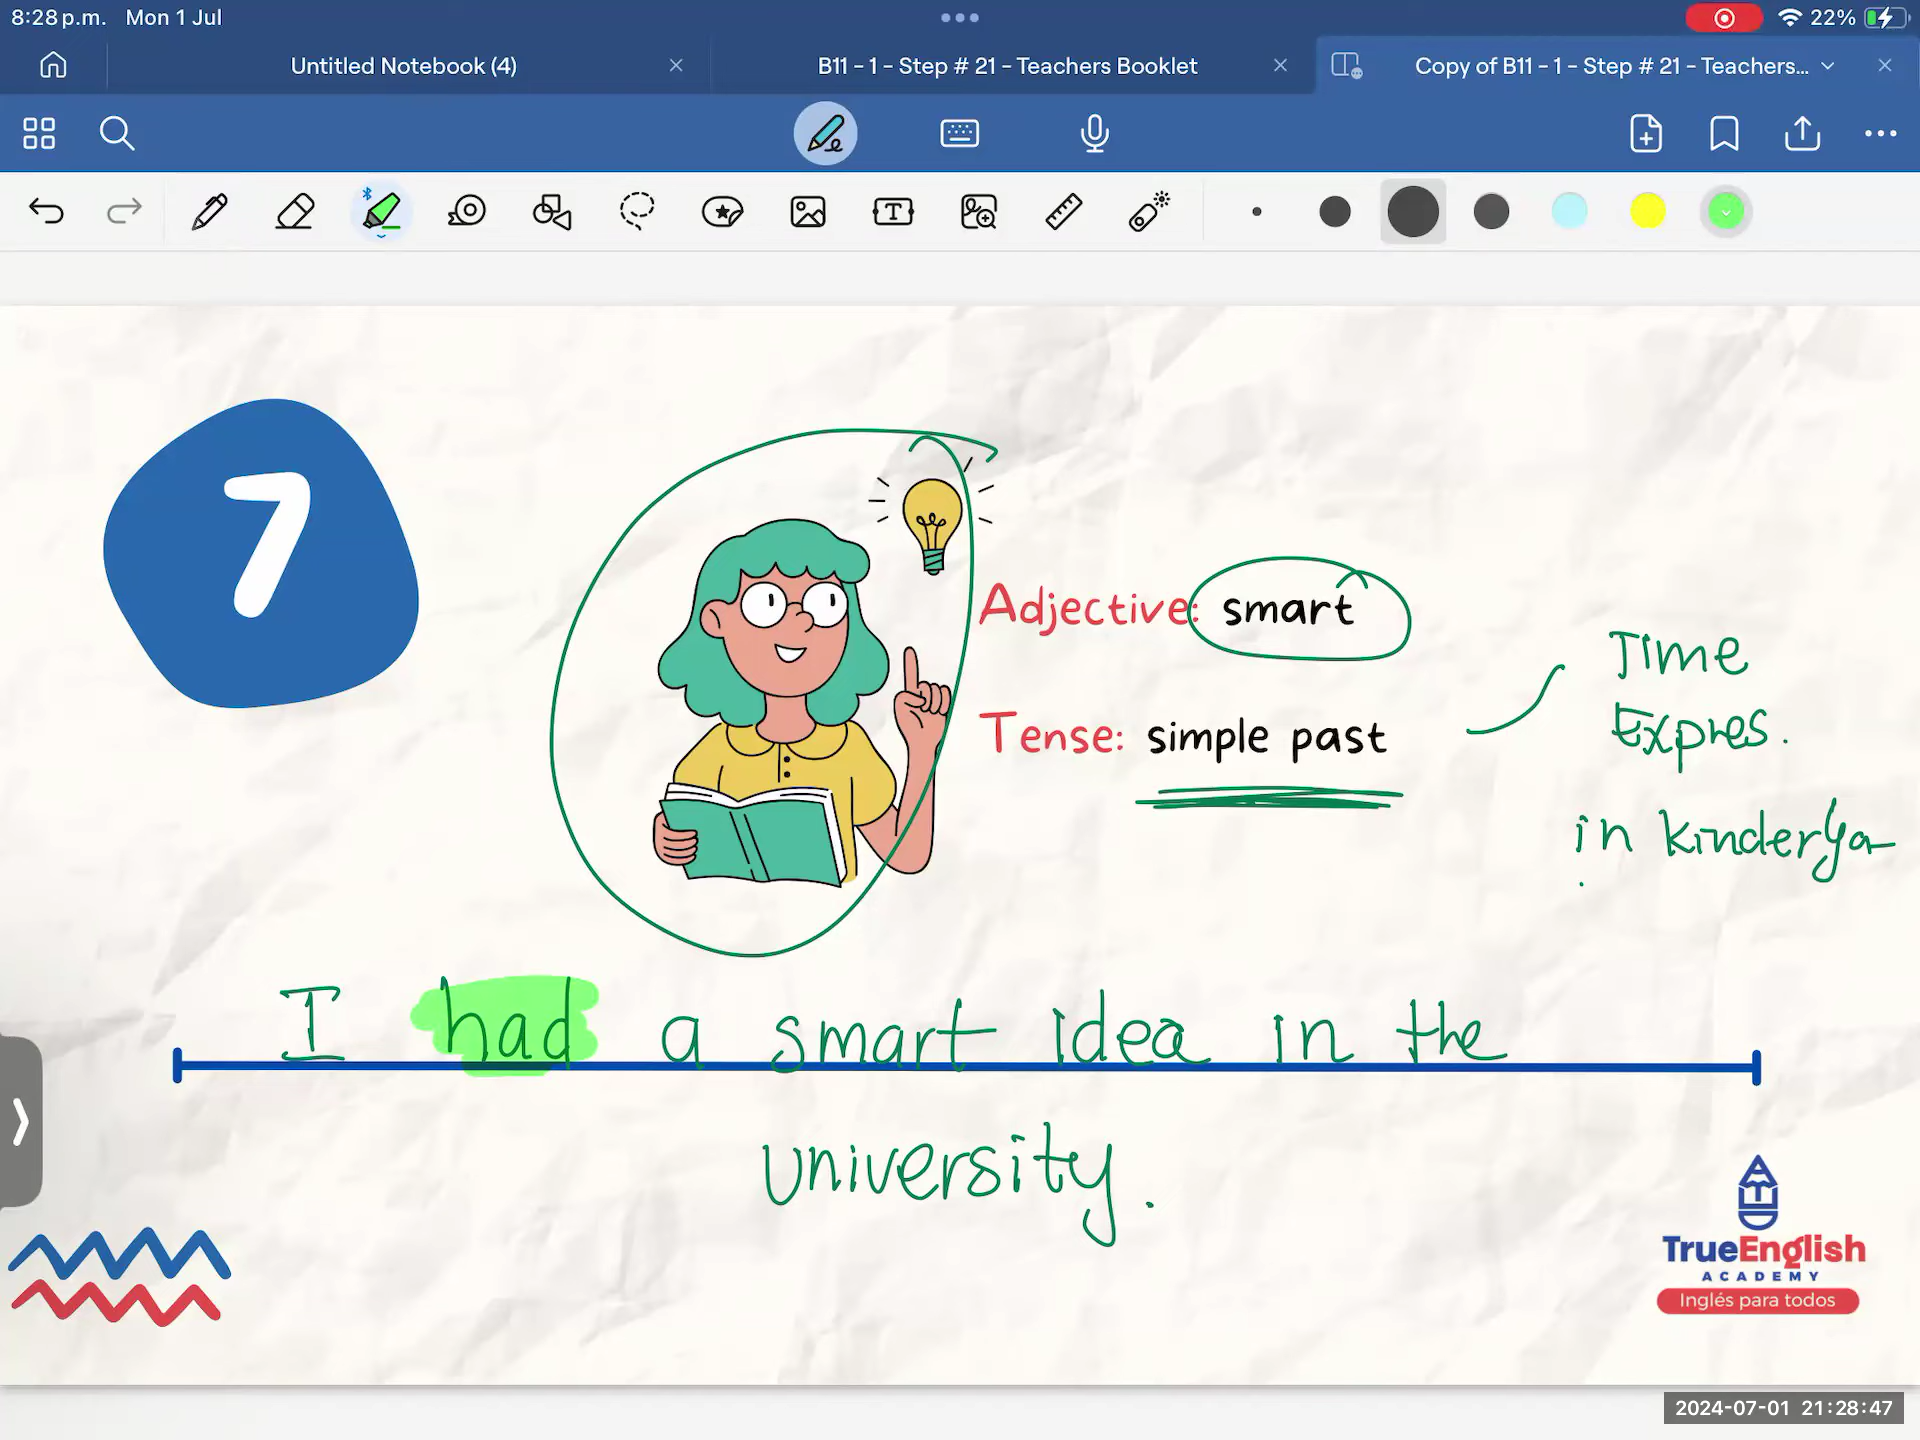 8:28 p.m. Mon 1 Jul
22%
Untitled Notebook (4)
B11 - 1 - Step # 21 - Teachers Booklet
Copy of B11 - 1 - Step # 21 - Teachers...
7
Adjective: smart
Tense: simple past
Time
Expres.
in kinderga
I had a smart idea in the
university.
TrueEnglish
ACADEMY
Inglés para todos
2024-07-01 21:28:47